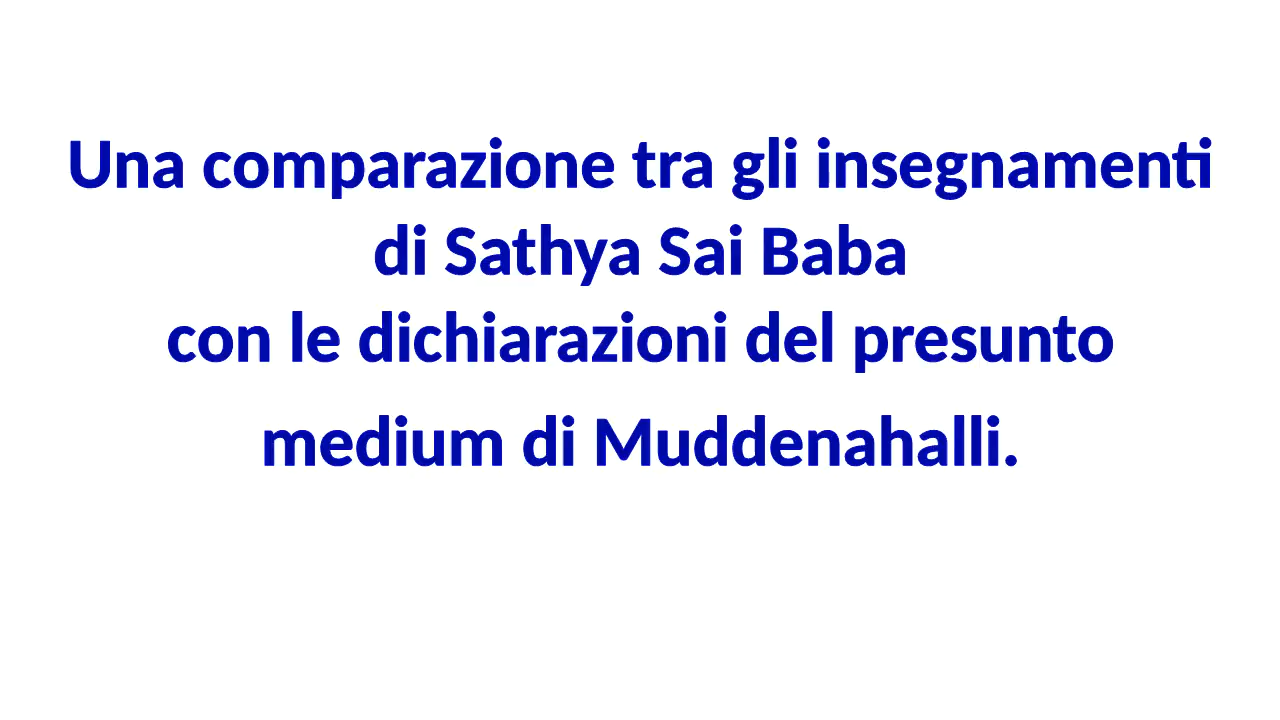 Una comparazione tra gli insegnamenti
di Sathya Sai Baba
con le dichiarazioni del presunto
medium di Muddenahalli.